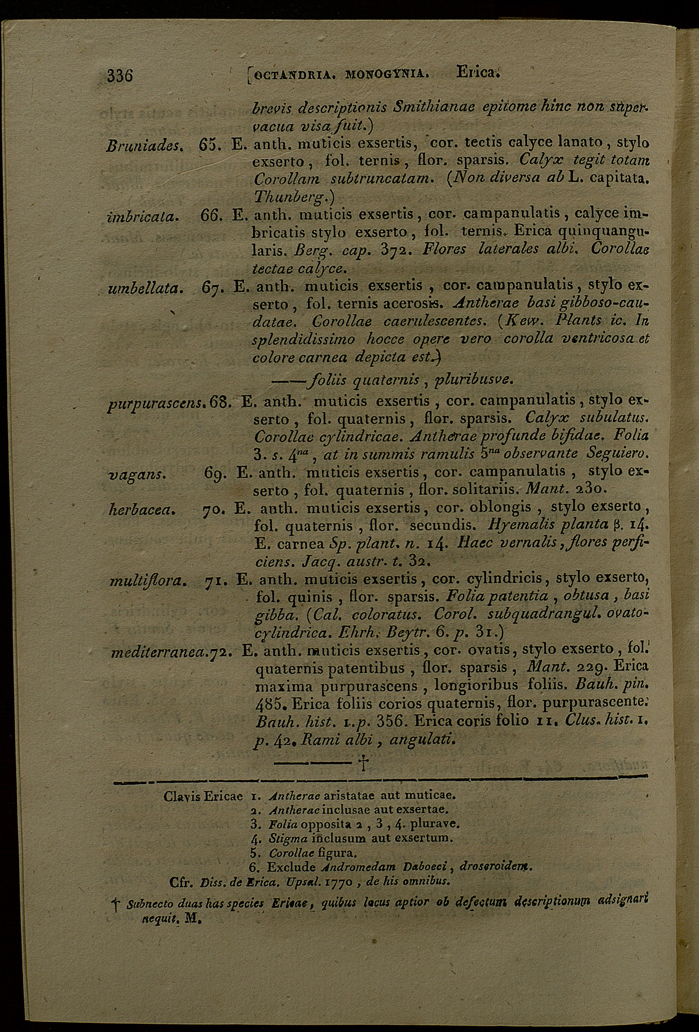 336 [OCTANDRIA. MONOGYNIA. Erica.
brevis descriptionis Smithianae epitome hinc non super-
vacua visa fuit.)
Bruniades. 65. E. anth. muticis exsertis, cor. tectis calyce lanato, stylo
exserto, fol. ternis, flor. sparsis. Calyx tegit totam
Corollam subtruncatam. (Non diversa ab L. capitata.
Thunberg.)
imbricata. 66. E. anth. muticis exsertis, cor. campanulatis, calyce im-
bricatis stylo exserto, fol. ternis. Erica quinquangu-
laris. Berg. cap. 372. Flores laterales albi. Corollae
tectae calyce.
umbellata. 67. E. anth. muticis exsertis, cor. campanulatis, stylo ex-
serto, fol. ternis acerosis. Antherae basi gibboso-cau-
datae. Corollae caerulescentes. (Kew. Plants ic. In
splendidissimo hocce opere vero corolla ventricosa et
colore carnea depicta est.)
——foliis quaternis, pluribusve.
purpurascens. 68. E. anth. muticis exsertis, cor. campanulatis, stylo ex-
serto, fol. quaternis, flor. sparsis. Calyx subulatus.
Corollae cylindricae. Antherae profunde bifidae. Folia
3. s. 4na, at in summis ramulis 5na observante Seguiero.
vagans. 69. E. anth. muticis exsertis, cor. campanulatis, stylo ex-
serto, fol. quaternis, flor. solitariis. Mant. 230.
herbacea. 70. E. anth. muticis exsertis, cor. oblongis, stylo exserto,
fol. quaternis, flor. secundis. Hyemalis planta β. 14.
E. carnea Sp. plant. n. 14. Haec vernalis, flores perfi-
ciens. Jacq. austr. t. 32.
multiflora. 71. E. anth. muticis exsertis, cor. cylindricis, stylo exserto,
fol. quinis, flor. sparsis. Folia patentia, obtusa, basi
gibba. (Cal. coloratus. Corol. subquadrangul. ovato-
cylindrica. Ehrh. Beytr. 6. p. 31.)
mediterranea. 72. E. anth. muticis exsertis, cor. ovatis, stylo exserto, fol.
quaternis patentibus, flor. sparsis, Mant. 229. Erica
maxima purpurascens, longioribus foliis. Bauh. pin.
485. Erica foliis corios quaternis, flor. purpurascente.
Bauh. hist. 1. p. 356. Erica coris folio 11. Clus. hist. 1.
p. 42. Rami albi, angulati.
——— †
Clavis Ericae 1. Antherae aristatae aut muticae.
2. Antherae inclusae aut exsertae.
3. Folia opposita 2, 3, 4. plurave.
4. Stigma inclusum aut exsertum.
5. Corollae figura.
6. Exclude Andromedam Daboeci, droseroidem.
Cfr. Diss. de Erica. Upsal. 1770, de his omnibus.
† Subnecto duas has species Ericae, quibus locus aptior ob defectum descriptionum adsignari
nequit. M.